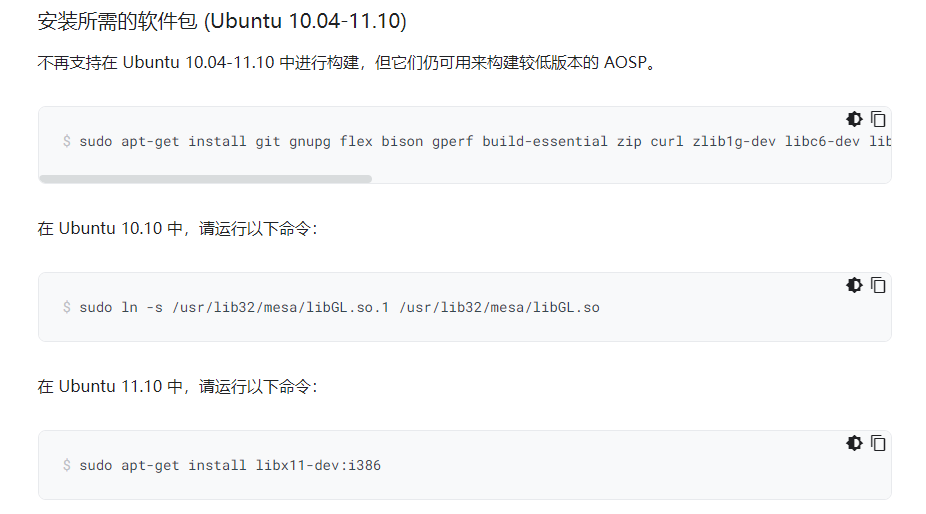 安装所需的软件包 (Ubuntu 10.04-11.10)
不再支持在 Ubuntu 10.04-11.10 中进行构建，但它们仍可用来构建较低版本的 AOSP。
$ sudo apt-get install git gnupg flex bison gperf build-essential zip curl zlib1g-dev libc6-dev lib
在 Ubuntu 10.10 中，请运行以下命令：
$ sudo ln -s /usr/lib32/mesa/libGL.so.1 /usr/lib32/mesa/libGL.so
在 Ubuntu 11.10 中，请运行以下命令：
$ sudo apt-get install libx11-dev:i386